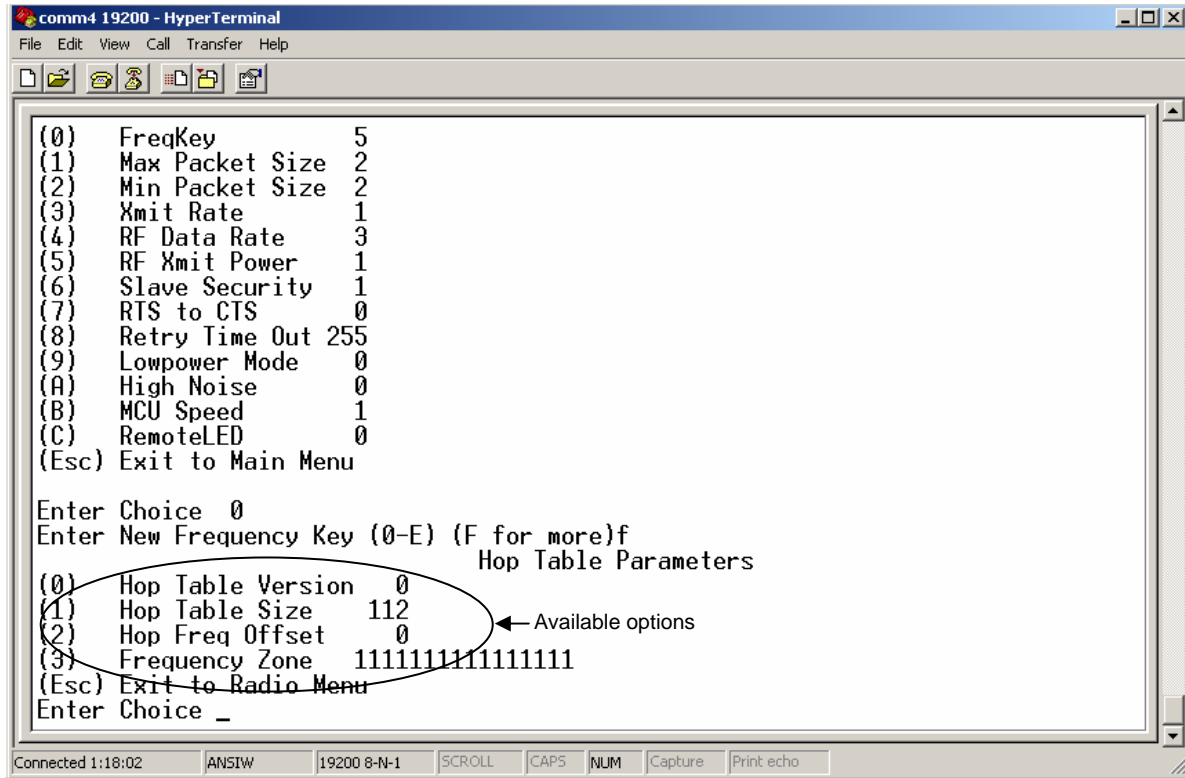 comm4 19200 - HyperTerminal
File Edit View Call Transfer Help
(0) FreqKey 5
(1) Max Packet Size 2
(2) Min Packet Size 2
(3) Xmit Rate 1
(4) RF Data Rate 3
(5) RF Xmit Power 1
(6) Slave Security 1
(7) RTS to CTS 0
(8) Retry Time Out 255
(9) Lowpower Mode 0
(A) High Noise 0
(B) MCU Speed 1
(C) RemoteLED 0
(Esc) Exit to Main Menu
Enter Choice 0
Enter New Frequency Key (0-E) (F for more)f
Hop Table Parameters
(0) Hop Table Version 0
(1) Hop Table Size 112
(2) Hop Freq Offset 0
Available options
(3) Frequency Zone 1111111111111111
(Esc) Exit to Radio Menu
Enter Choice _
Connected 1:18:02 ANSIW 19200 8-N-1 SCROLL CAPS NUM Capture Print echo